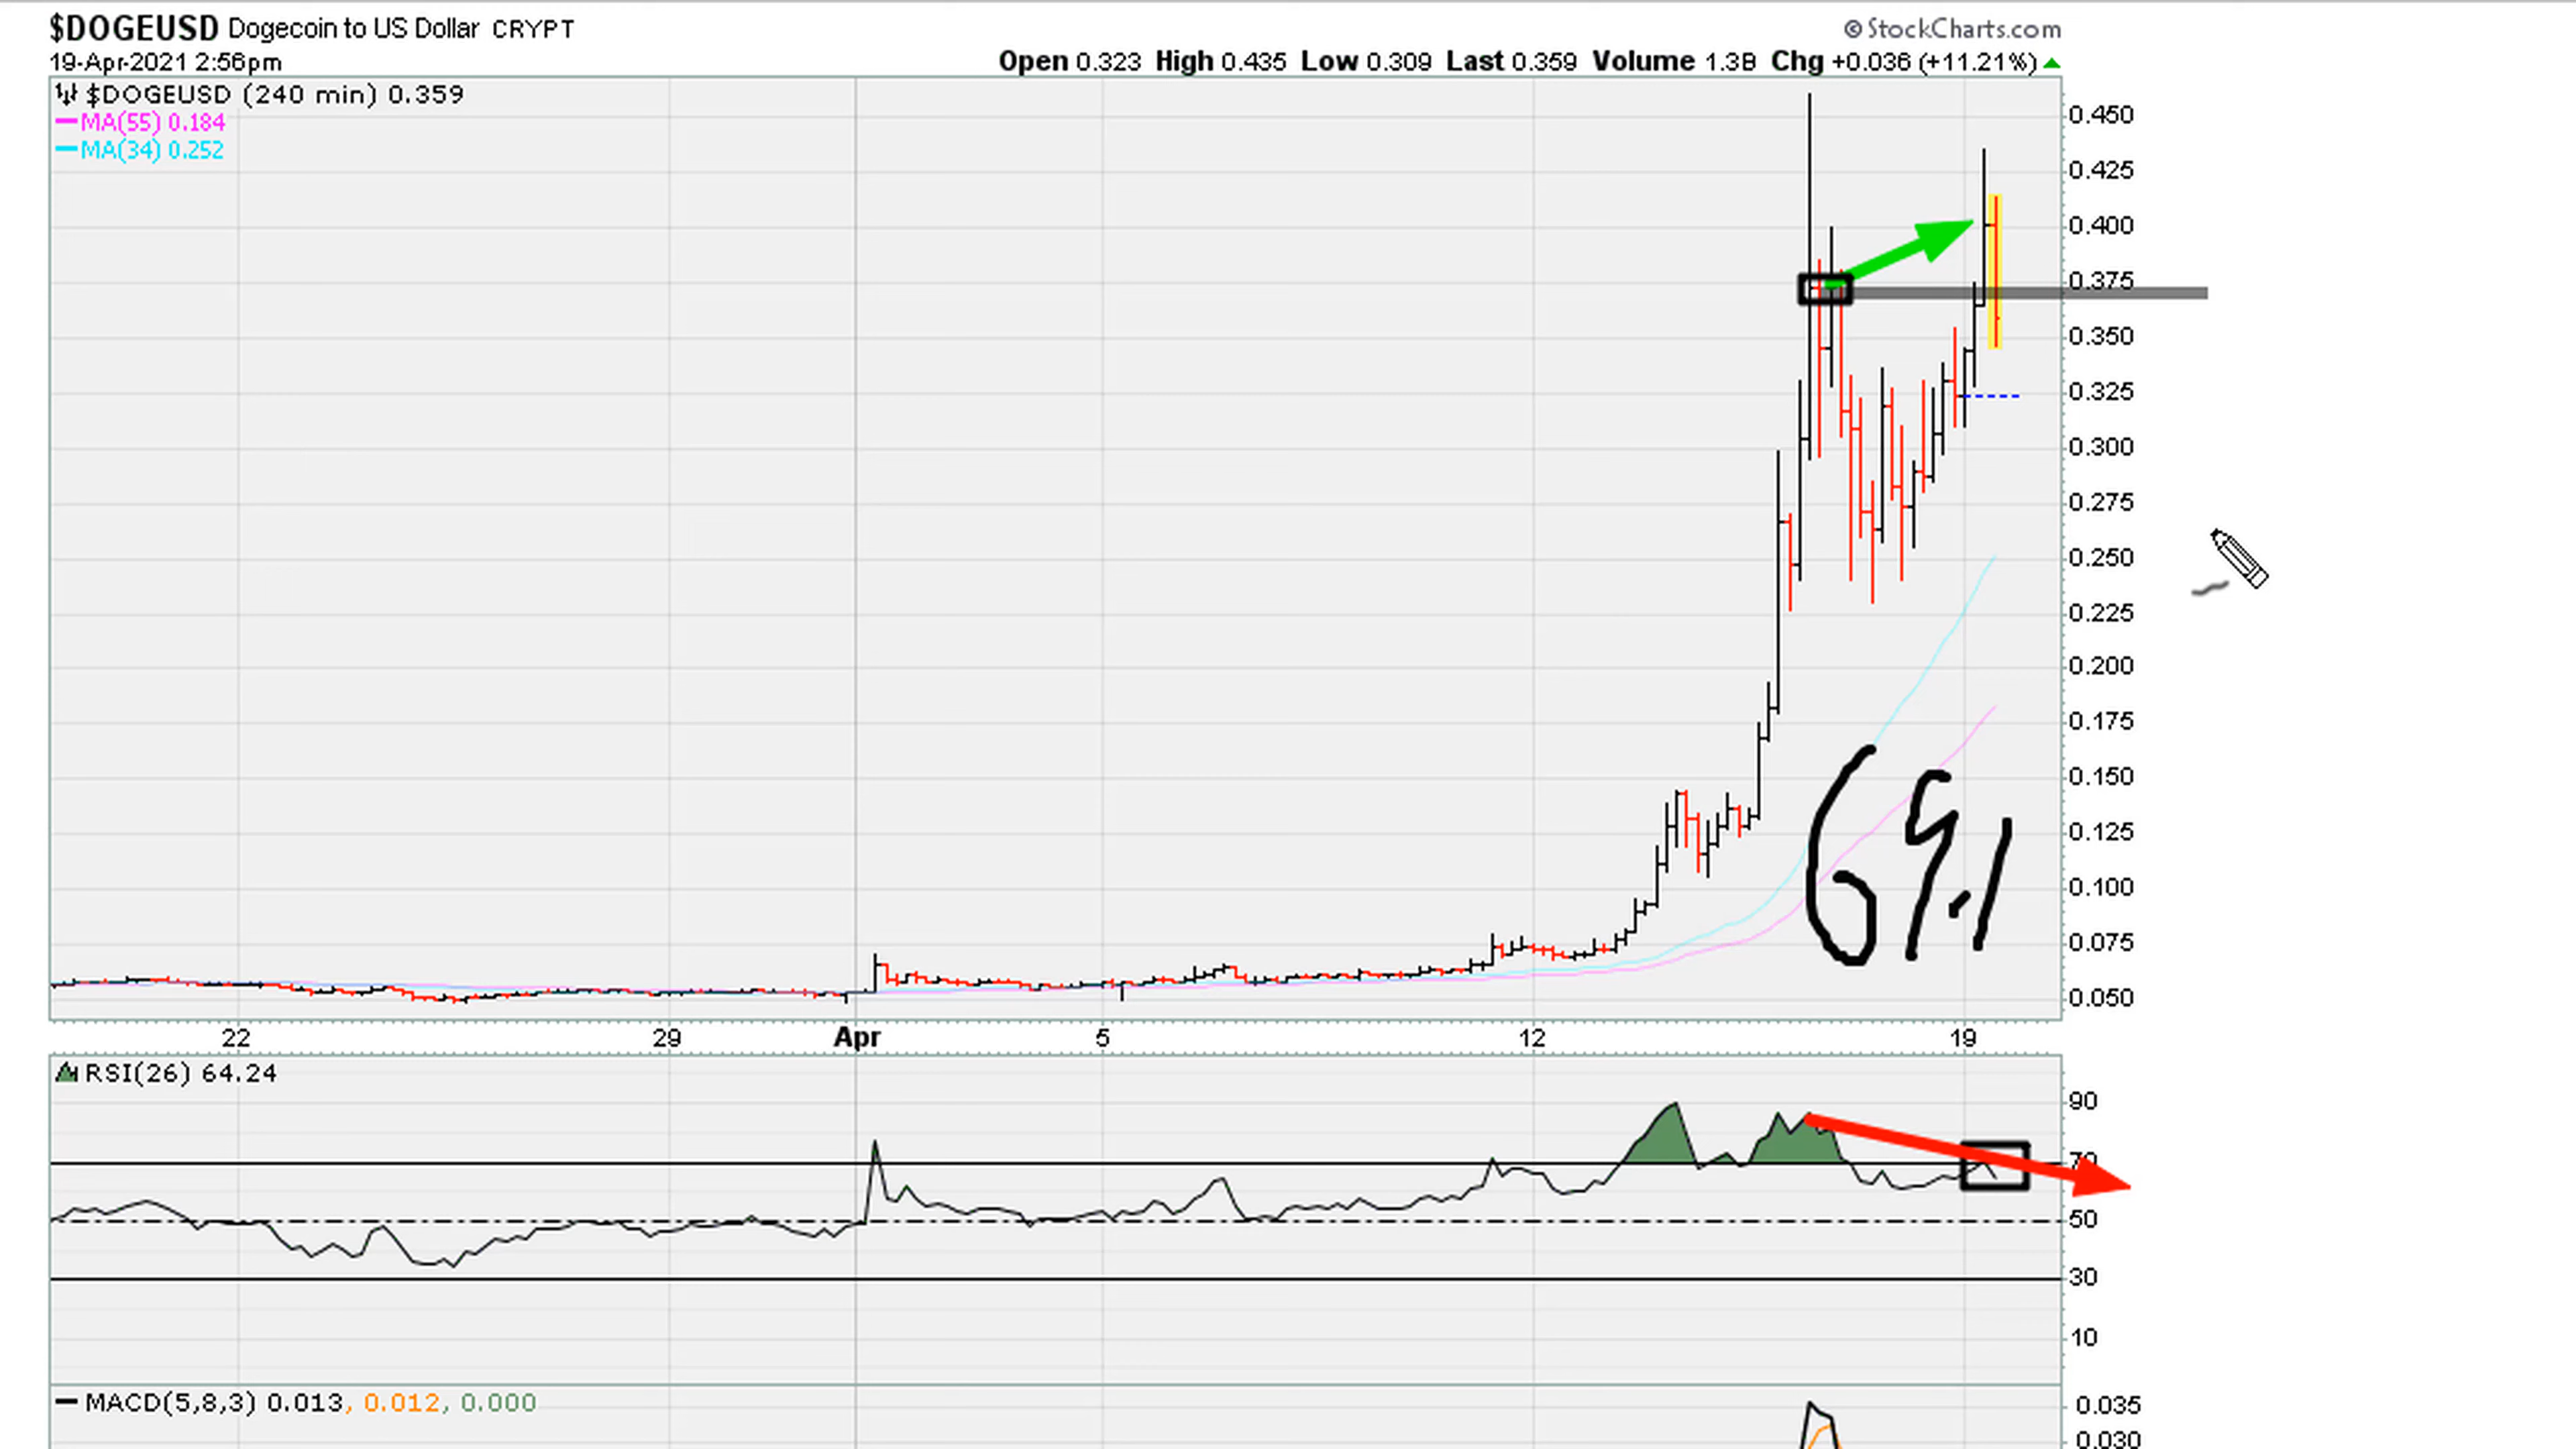 $DOGEUSD Dogecoin to US Dollar CRYPT
© StockCharts.com
19-Apr-2021 2:56pm
Open 0.323 High 0.435 Low 0.309 Last 0.359 Volume 1.3B Chg +0.036 (+11.21%)
$DOGEUSD (240 min) 0.359
MA(55) 0.184
MA(34) 0.252
0.450
0.425
0.400
0.375
0.350
0.325
0.300
0.275
0.250
0.225
0.200
0.175
0.150
0.125
0.100
0.075
0.050
69.1
22 29 Apr 5 12 19
RSI(26) 64.24
90
70
50
30
10
MACD(5,8,3) 0.013, 0.012, 0.000
0.035
0.030